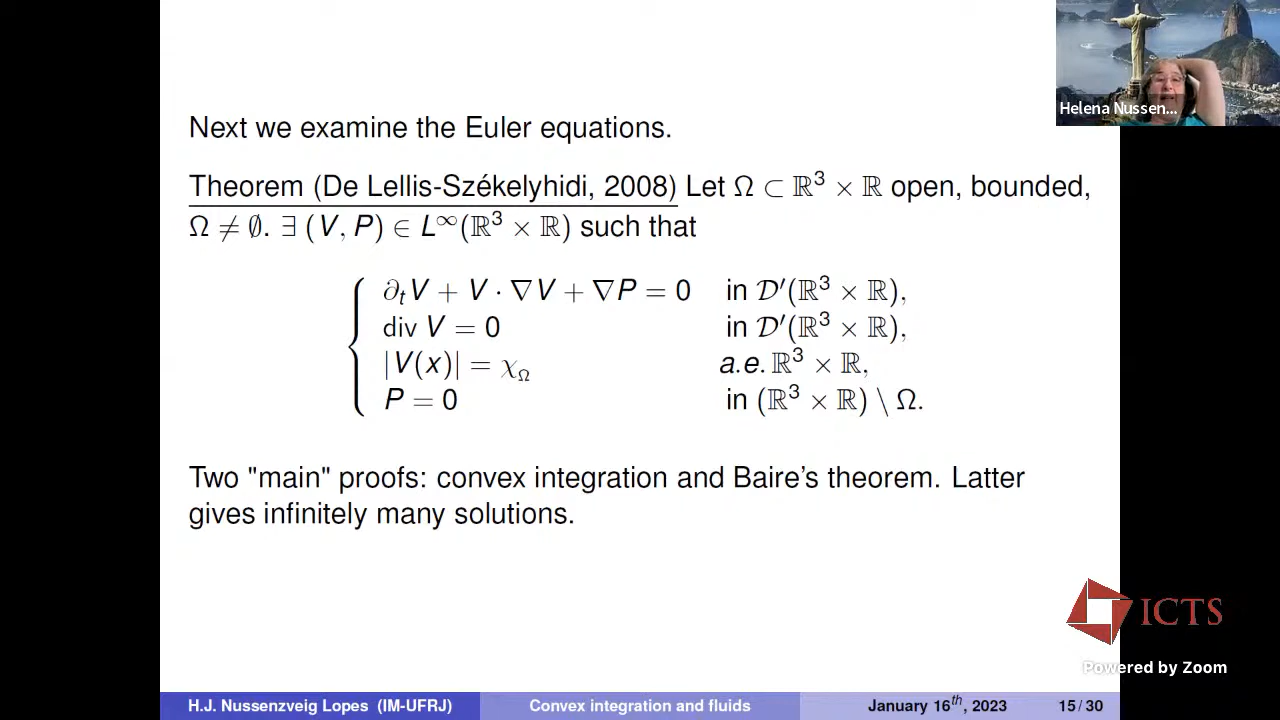 Helena Nussen...
Next we examine the Euler equations.
Theorem (De Lellis-Székelyhidi, 2008) Let Ω ⊂ ℝ³ × ℝ open, bounded,
Ω ≠ ∅. ∃ (V, P) ∈ L^∞(ℝ³ × ℝ) such that
∂ₜV + V · ∇V + ∇P = 0 in 𝒟′(ℝ³ × ℝ),
div V = 0 in 𝒟′(ℝ³ × ℝ),
|V(x)| = χ_Ω a.e. ℝ³ × ℝ,
P = 0 in (ℝ³ × ℝ) \ Ω.
Two "main" proofs: convex integration and Baire's theorem. Latter
gives infinitely many solutions.
ICTS
Powered by Zoom
H.J. Nussenzveig Lopes (IM-UFRJ) Convex integration and fluids January 16th, 2023 15 / 30